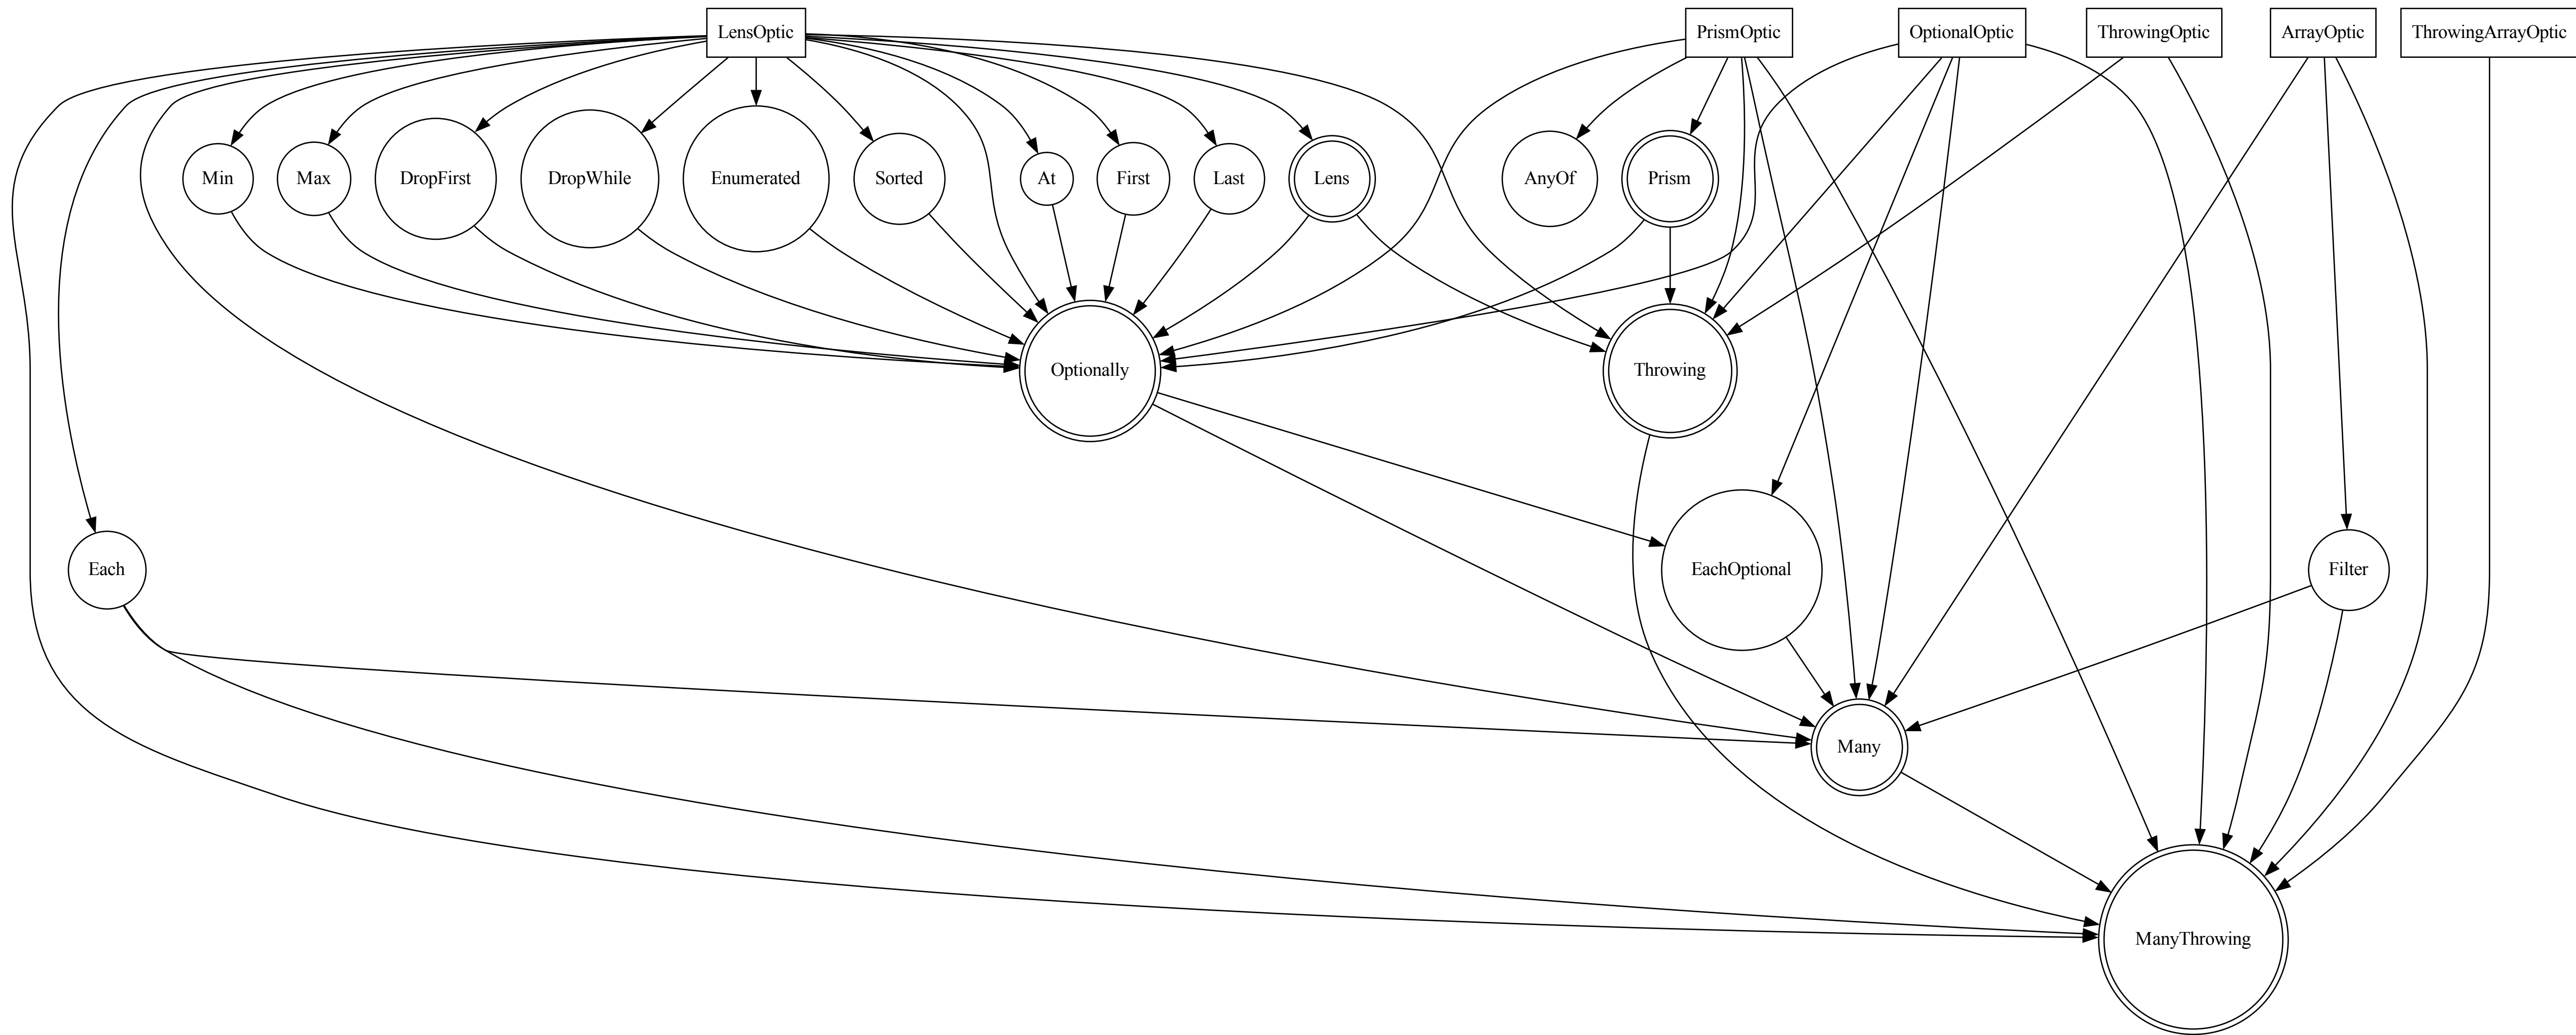 LensOptic
PrismOptic
OptionalOptic
ThrowingOptic
ArrayOptic
ThrowingArrayOptic
Min
Max
DropFirst
DropWhile
Enumerated
Sorted
At
First
Last
Lens
AnyOf
Prism
Optionally
Throwing
Each
EachOptional
Filter
Many
ManyThrowing